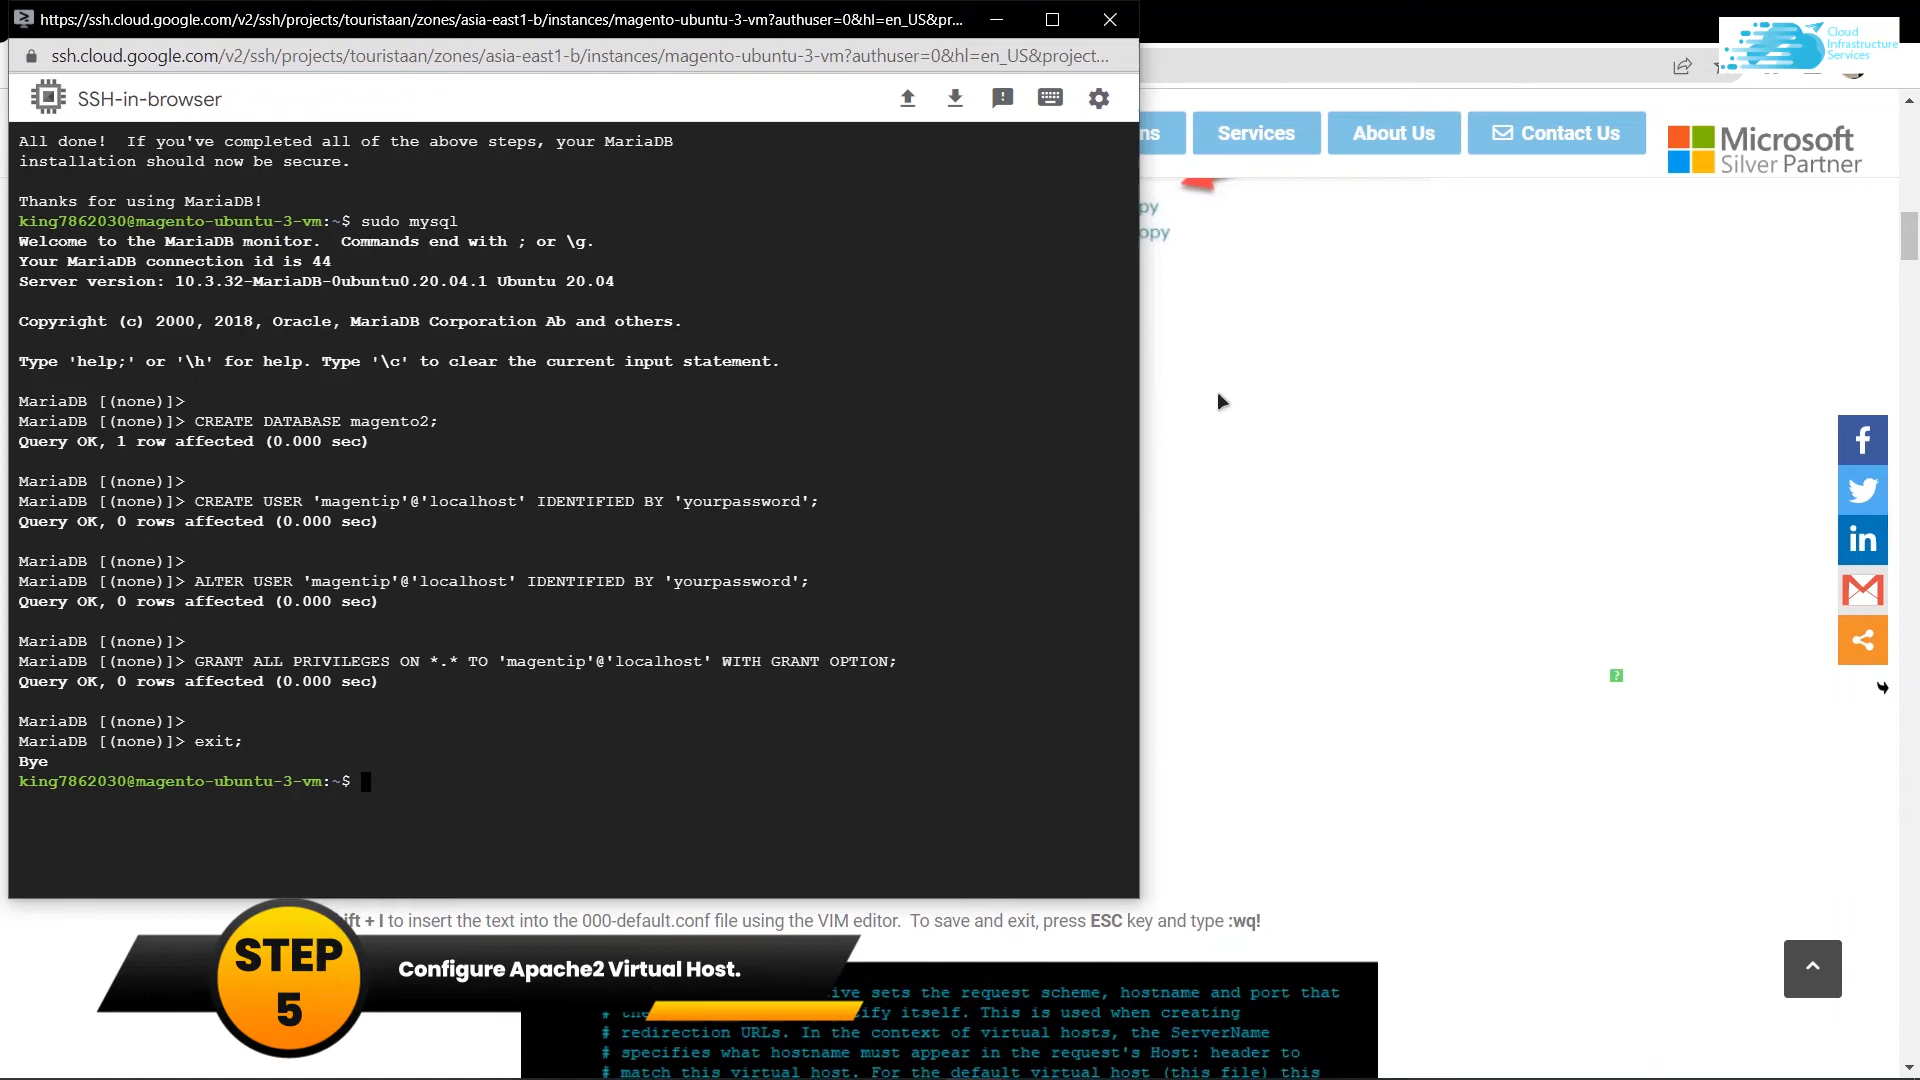 https://ssh.cloud.google.com/v2/ssh/projects/touristaan/zones/asia-east1-b/instances/magento-ubuntu-3-vm?authuser=0&hl=en_US&pr...
ssh.cloud.google.com/v2/ssh/projects/touristaan/zones/asia-east1-b/instances/magento-ubuntu-3-vm?authuser=0&hl=en_US&project...
Cloud
Infrastructure
Services
SSH-in-browser
ns
Services
About Us
Contact Us
Microsoft
Silver Partner
py
opy
All done!  If you've completed all of the above steps, your MariaDB
installation should now be secure.
Thanks for using MariaDB!
king7862030@magento-ubuntu-3-vm:~$ sudo mysql
Welcome to the MariaDB monitor.  Commands end with ; or \g.
Your MariaDB connection id is 44
Server version: 10.3.32-MariaDB-0ubuntu0.20.04.1 Ubuntu 20.04
Copyright (c) 2000, 2018, Oracle, MariaDB Corporation Ab and others.
Type 'help;' or '\h' for help. Type '\c' to clear the current input statement.
MariaDB [(none)]>
MariaDB [(none)]> CREATE DATABASE magento2;
Query OK, 1 row affected (0.000 sec)
MariaDB [(none)]>
MariaDB [(none)]> CREATE USER 'magentip'@'localhost' IDENTIFIED BY 'yourpassword';
Query OK, 0 rows affected (0.000 sec)
MariaDB [(none)]>
MariaDB [(none)]> ALTER USER 'magentip'@'localhost' IDENTIFIED BY 'yourpassword';
Query OK, 0 rows affected (0.000 sec)
MariaDB [(none)]>
MariaDB [(none)]> GRANT ALL PRIVILEGES ON *.* TO 'magentip'@'localhost' WITH GRANT OPTION;
Query OK, 0 rows affected (0.000 sec)
MariaDB [(none)]>
MariaDB [(none)]> exit;
Bye
king7862030@magento-ubuntu-3-vm:~$
ift + I to insert the text into the 000-default.conf file using the VIM editor.  To save and exit, press ESC key and type :wq!
STEP
5
Configure Apache2 Virtual Host.
ive sets the request scheme, hostname and port that
# the ify itself. This is used when creating
# redirection URLs. In the context of virtual hosts, the ServerName
# specifies what hostname must appear in the request's Host: header to
# match this virtual host. For the default virtual host (this file) this